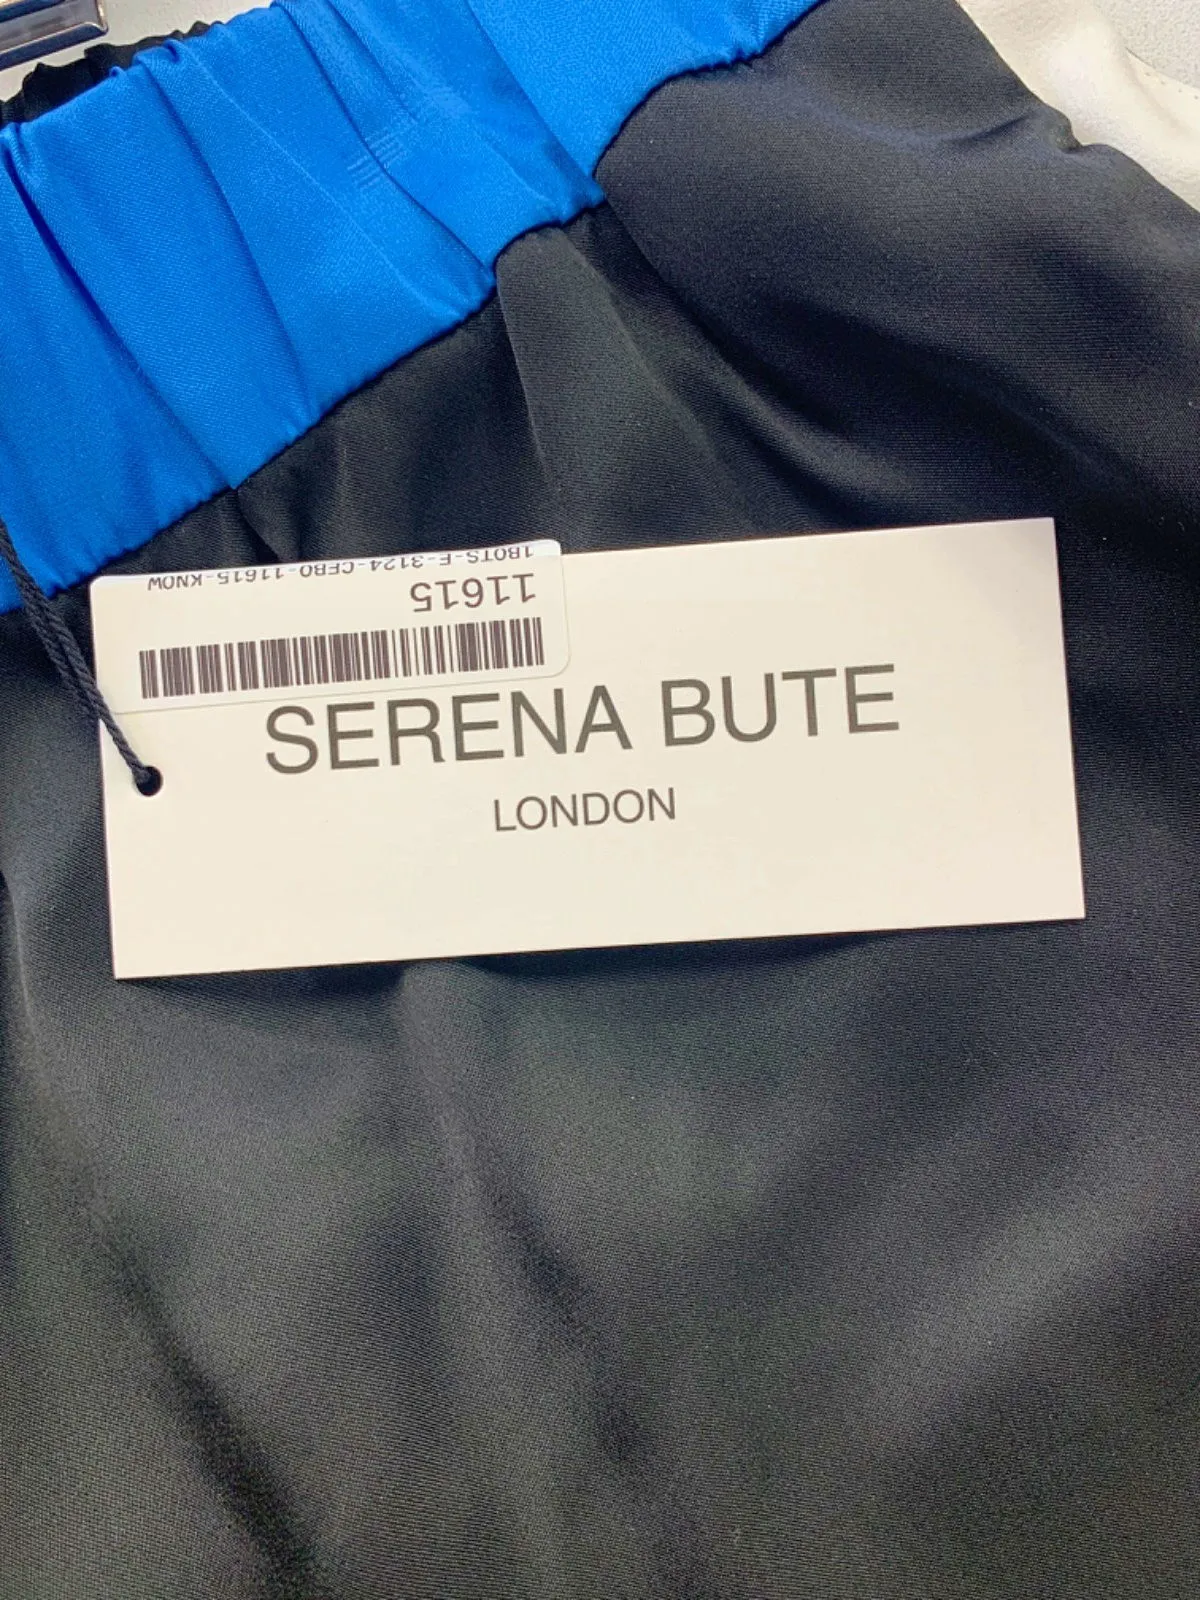 1BOTS-E-3124-CEBO-11615-KNOW
11615
SERENA BUTE
LONDON